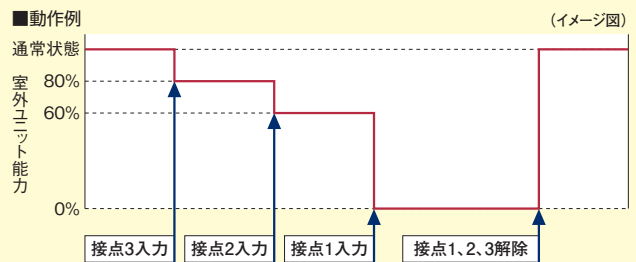 ■動作例
(イメージ図)
通常状態
80%
60%
0%
室外ユニット能力
接点3入力
接点2入力
接点1入力
接点1、2、3解除